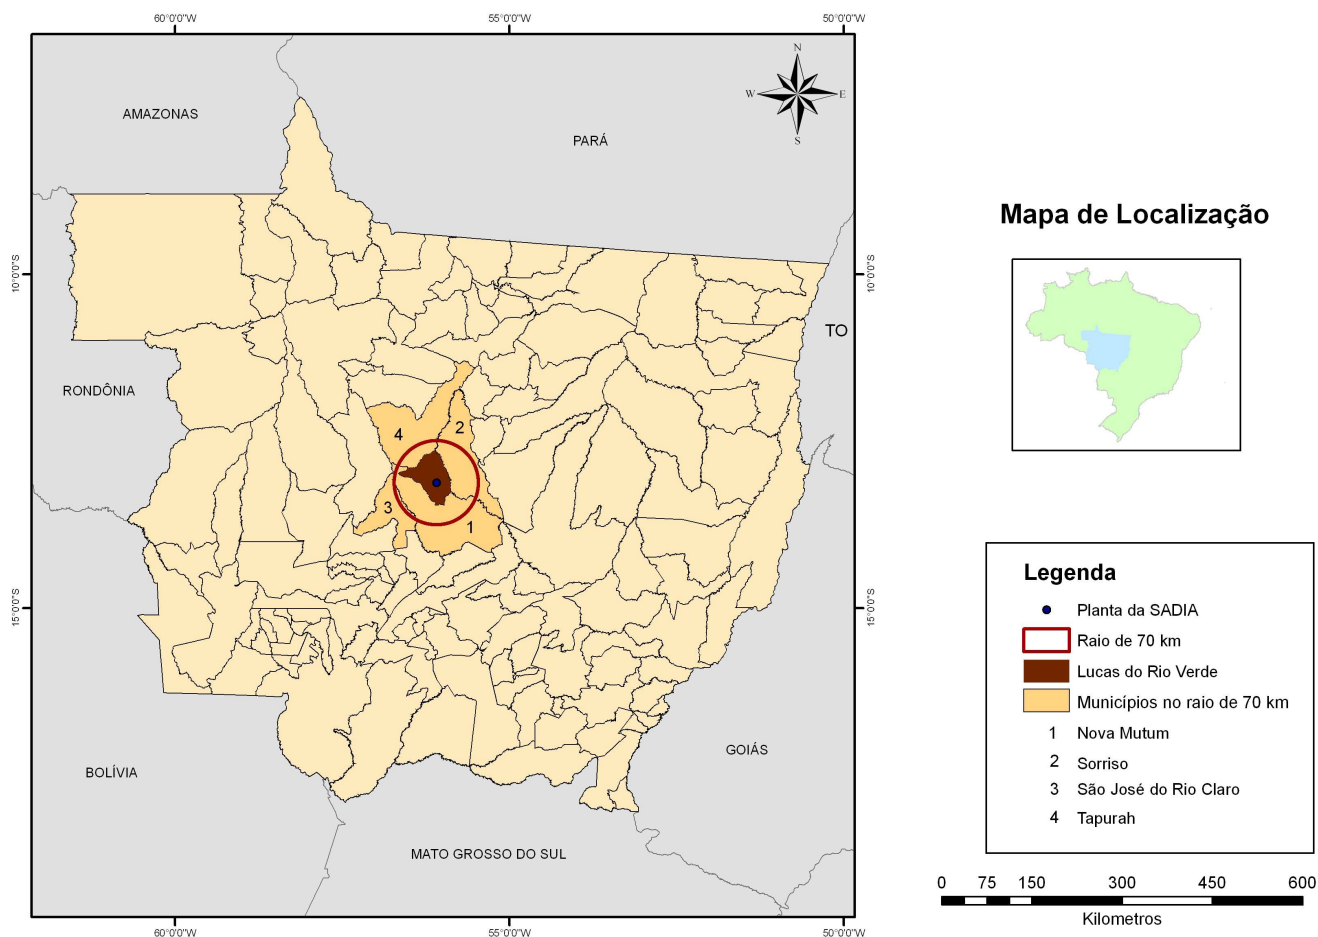 60°0'0"W
55°0'0"W
50°0'0"W
N
W
E
S
AMAZONAS
PARÁ
10°0'0"S
10°0'0"S
TO
RONDÔNIA
4
2
3
1
15°0'0"S
15°0'0"S
GOIÁS
BOLÍVIA
MATO GROSSO DO SUL
60°0'0"W
55°0'0"W
50°0'0"W
Mapa de Localização
Legenda
Planta da SADIA
Raio de 70 km
Lucas do Rio Verde
Municípios no raio de 70 km
1 Nova Mutum
2 Sorriso
3 São José do Rio Claro
4 Tapurah
0 75 150 300 450 600
Kilometros